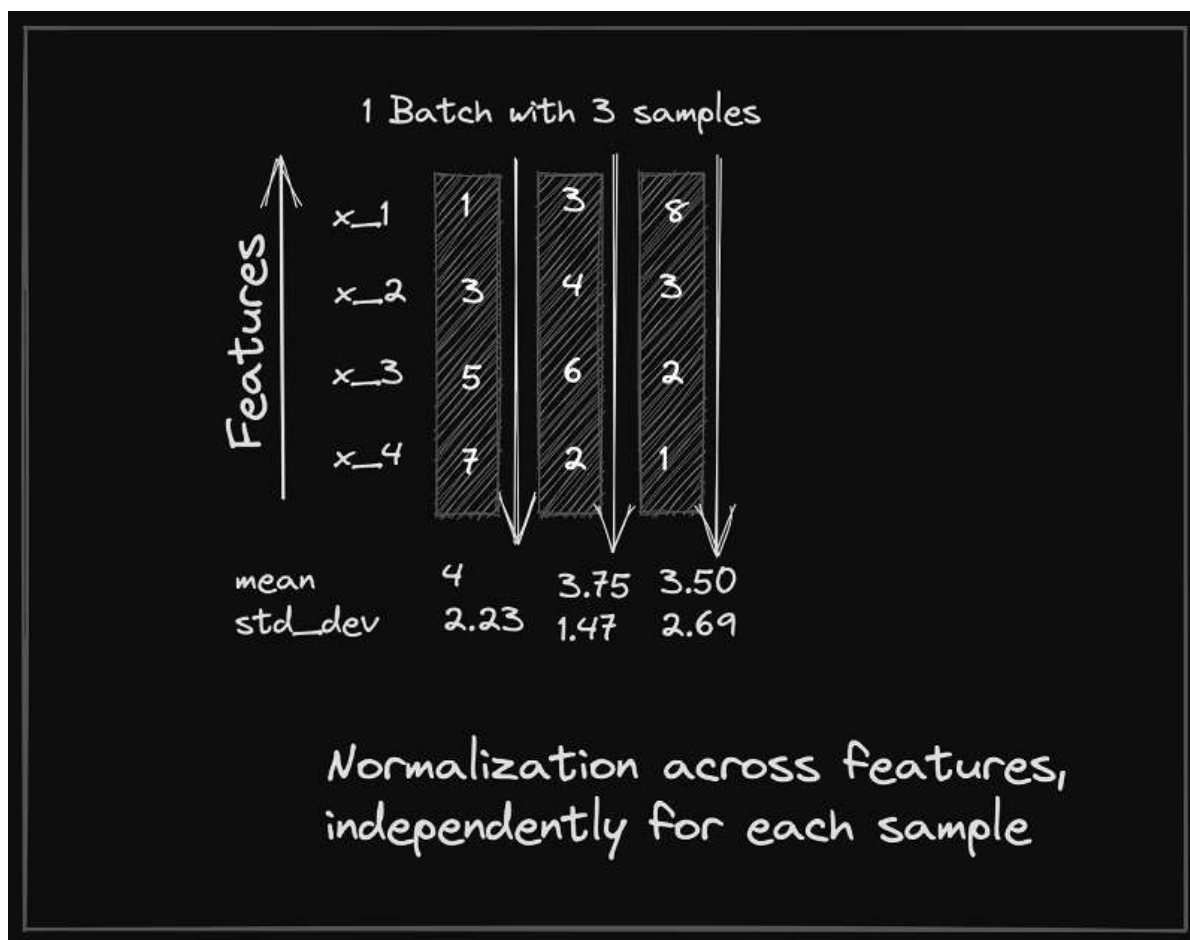 1 Batch with 3 samples
Features
x_1 1 3 8
x_2 3 4 3
x_3 5 6 2
x_4 7 2 1
mean 4 3.75 3.50
std_dev 2.23 1.47 2.69
Normalization across features,
independently for each sample